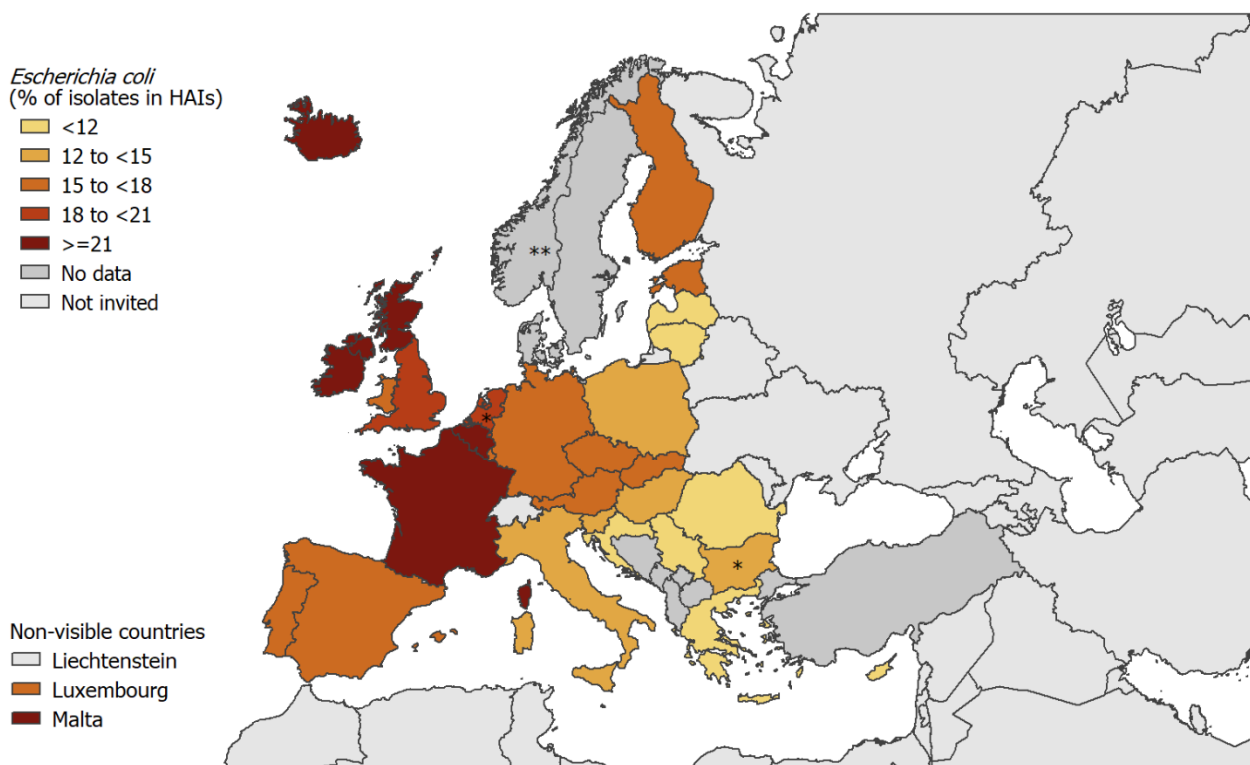 Escherichia coli
(% of isolates in HAIs)
<12
12 to <15
15 to <18
18 to <21
>=21
No data
Not invited
**
*
*
Non-visible countries
Liechtenstein
Luxembourg
Malta